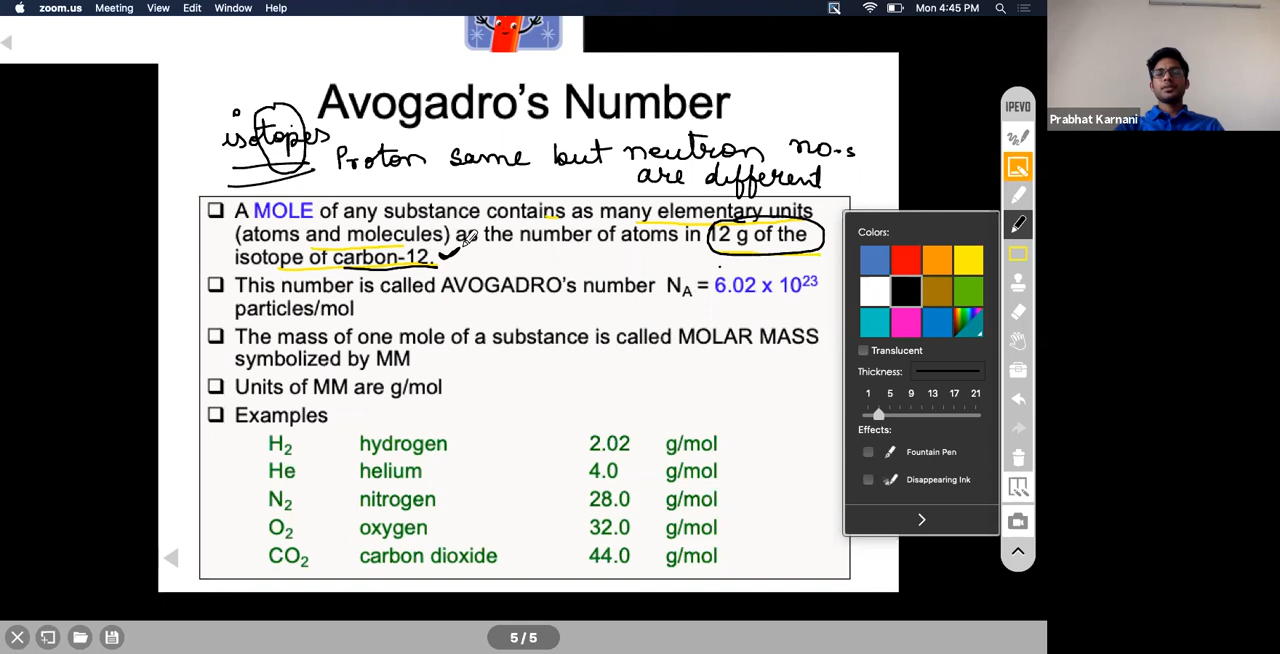 zoom.us Meeting View Edit Window Help Mon 4:45 PM
IPEVO
Prabhat Karnani
Avogadro's Number
isotopes
Proton same but neutron no.s
are different
A MOLE of any substance contains as many elementary units
(atoms and molecules) as the number of atoms in 12 g of the
isotope of carbon-12.
This number is called AVOGADRO's number NA = 6.02 x 10²³
particles/mol
The mass of one mole of a substance is called MOLAR MASS
symbolized by MM
Units of MM are g/mol
Examples
H₂ hydrogen 2.02 g/mol
He helium 4.0 g/mol
N₂ nitrogen 28.0 g/mol
O₂ oxygen 32.0 g/mol
CO₂ carbon dioxide 44.0 g/mol
Colors:
Translucent
Thickness:
1 5 9 13 17 21
Effects:
Fountain Pen
Disappearing Ink
5/5